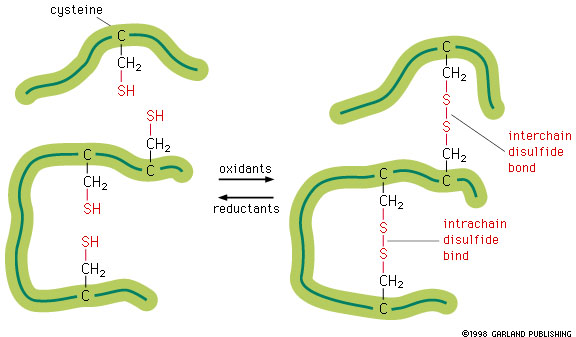 cysteine
C
CH2
SH
SH
CH2
C
C
CH2
SH
SH
CH2
C
oxidants
reductants
C
CH2
S
S
CH2
C
C
CH2
S
S
CH2
C
interchain
disulfide
bond
intrachain
disulfide
bind
©1998 GARLAND PUBLISHING